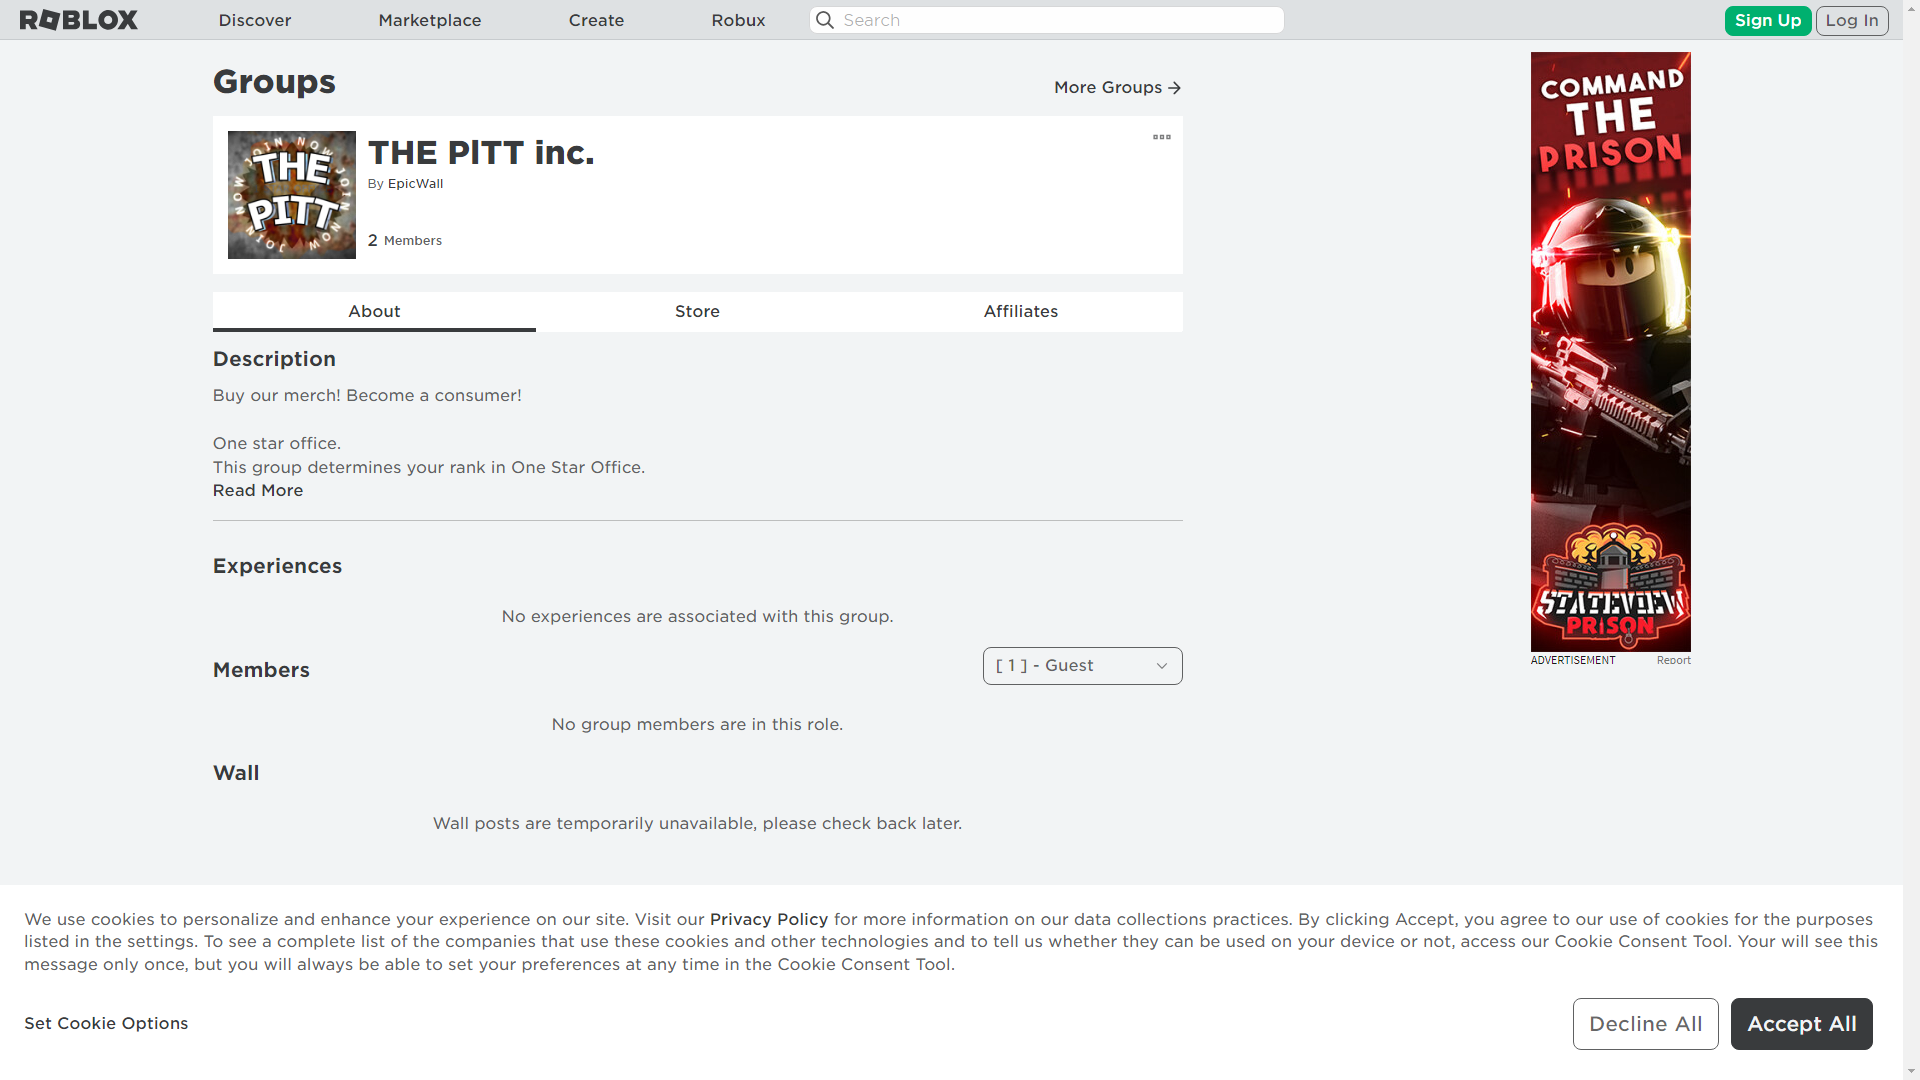 ROBLOX
Discover
Marketplace
Create
Robux
Search
Sign Up
Log In
Groups
More Groups
JOIN NOW JOIN NOW JOIN NOW
THE
PITT
THE PITT inc.
By EpicWall
2 Members
About
Store
Affiliates
Description
Buy our merch! Become a consumer!
One star office.
This group determines your rank in One Star Office.
Read More
Experiences
No experiences are associated with this group.
Members
[ 1 ] - Guest
No group members are in this role.
Wall
Wall posts are temporarily unavailable, please check back later.
COMMAND
THE
PRISON
STATEVIEW
PRISON
ADVERTISEMENT
Report
We use cookies to personalize and enhance your experience on our site. Visit our Privacy Policy for more information on our data collections practices. By clicking Accept, you agree to our use of cookies for the purposes
listed in the settings. To see a complete list of the companies that use these cookies and other technologies and to tell us whether they can be used on your device or not, access our Cookie Consent Tool. Your will see this
message only once, but you will always be able to set your preferences at any time in the Cookie Consent Tool.
Set Cookie Options
Decline All
Accept All